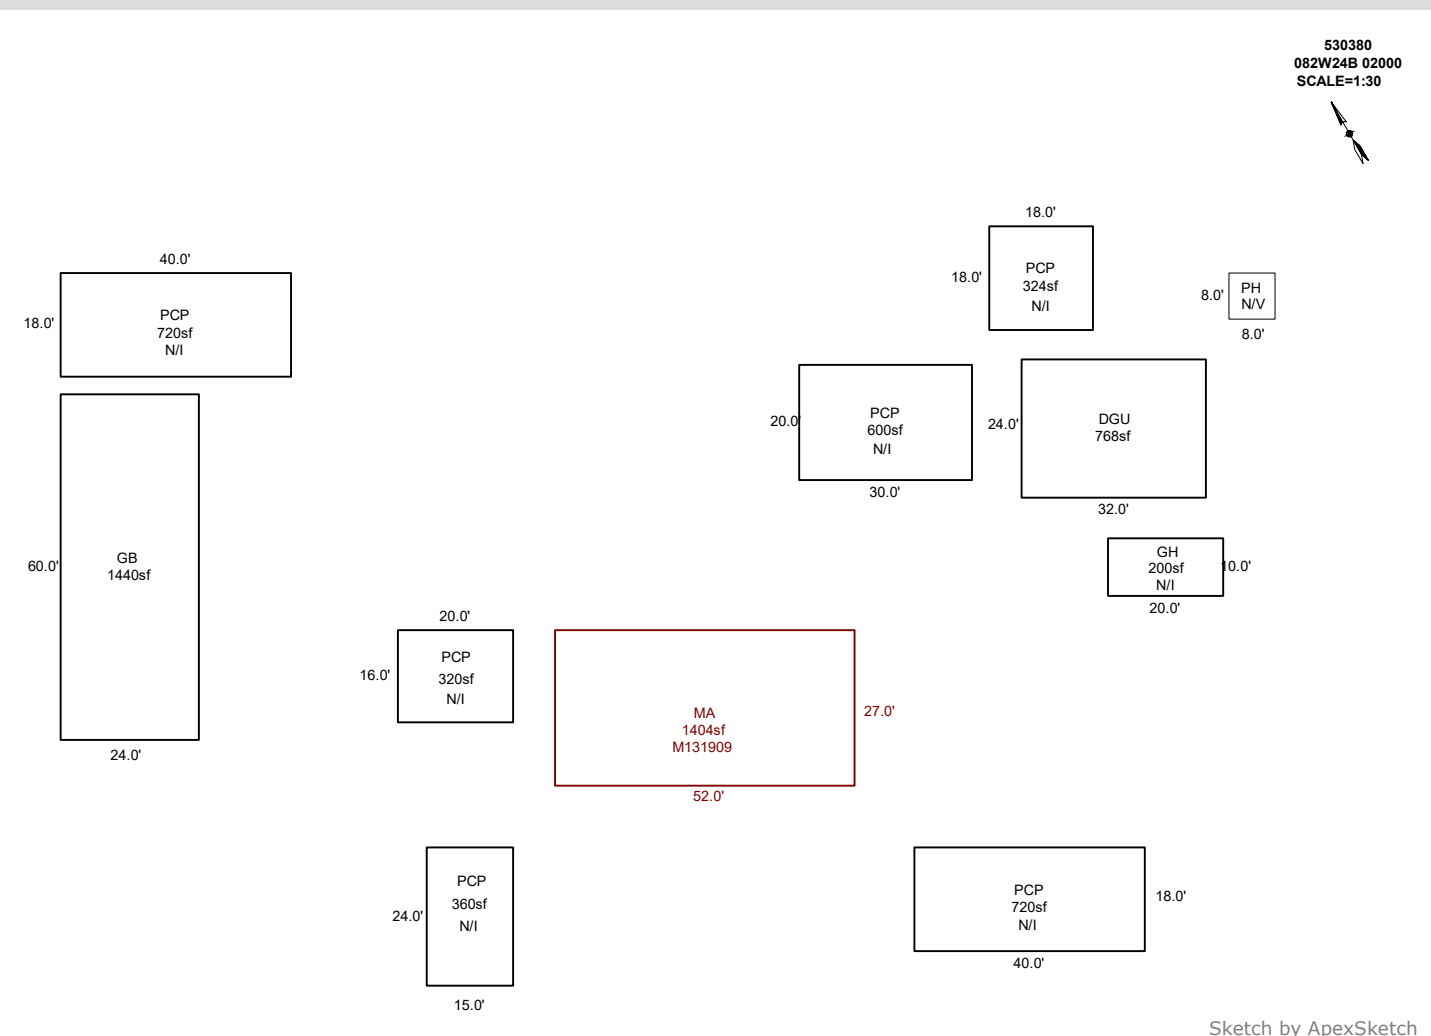 530380
082W24B 02000
SCALE=1:30
18.0'
18.0'
PCP
324sf
N/I
8.0'
PH
N/V
8.0'
40.0'
18.0'
PCP
720sf
N/I
20.0'
PCP
600sf
N/I
30.0'
24.0'
DGU
768sf
32.0'
GH
200sf
N/I
10.0'
20.0'
60.0'
GB
1440sf
24.0'
20.0'
16.0'
PCP
320sf
N/I
MA
1404sf
M131909
27.0'
52.0'
24.0'
PCP
360sf
N/I
15.0'
PCP
720sf
N/I
18.0'
40.0'
Sketch by ApexSketch